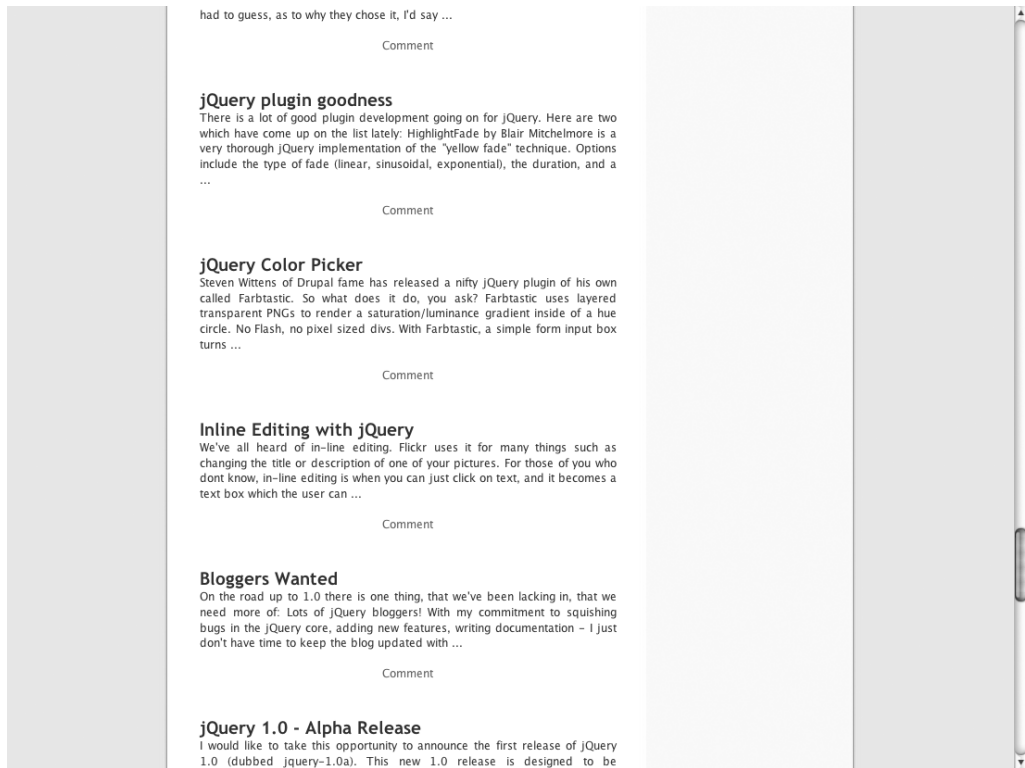 had to guess, as to why they chose it, I'd say ...
Comment
jQuery plugin goodness
There is a lot of good plugin development going on for jQuery. Here are two
which have come up on the list lately: HighlightFade by Blair Mitchelmore is a
very thorough jQuery implementation of the "yellow fade" technique. Options
include the type of fade (linear, sinusoidal, exponential), the duration, and a
...
Comment
jQuery Color Picker
Steven Wittens of Drupal fame has released a nifty jQuery plugin of his own
called Farbtastic. So what does it do, you ask? Farbtastic uses layered
transparent PNGs to render a saturation/luminance gradient inside of a hue
circle. No Flash, no pixel sized divs. With Farbtastic, a simple form input box
turns ...
Comment
Inline Editing with jQuery
We've all heard of in-line editing. Flickr uses it for many things such as
changing the title or description of one of your pictures. For those of you who
dont know, in-line editing is when you can just click on text, and it becomes a
text box which the user can ...
Comment
Bloggers Wanted
On the road up to 1.0 there is one thing, that we've been lacking in, that we
need more of: Lots of jQuery bloggers! With my commitment to squishing
bugs in the jQuery core, adding new features, writing documentation – I just
don't have time to keep the blog updated with ...
Comment
jQuery 1.0 - Alpha Release
I would like to take this opportunity to announce the first release of jQuery
1.0 (dubbed jquery-1.0a). This new 1.0 release is designed to be